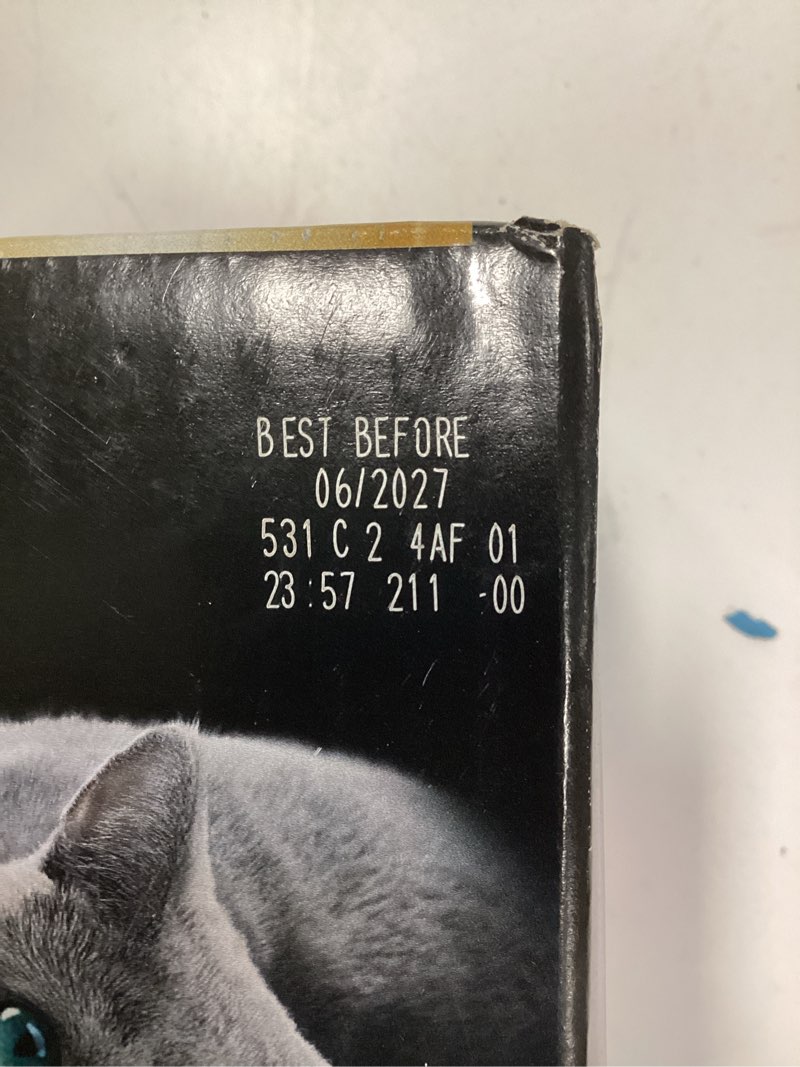 BEST BEFORE
06/2027
531 C 2 4AF 01
23:57 211 -00